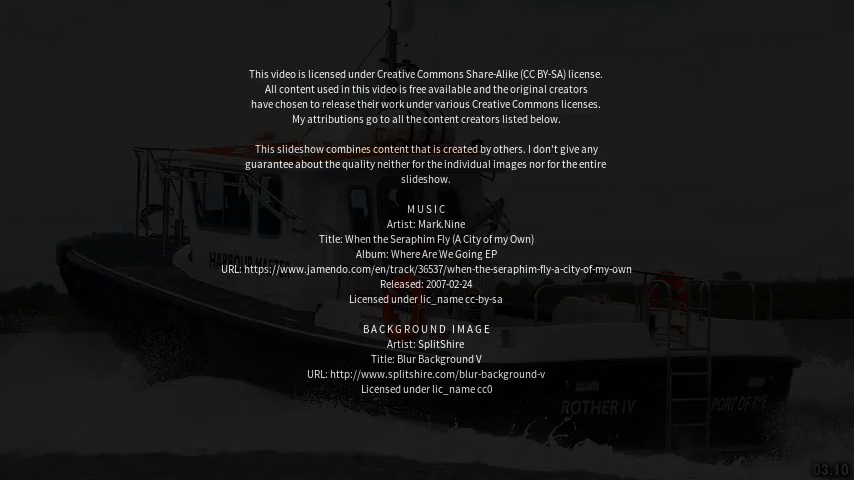 This video is licensed under Creative Commons Share-Alike (CC BY-SA) license.
All content used in this video is free available and the original creators
have chosen to release their work under various Creative Commons licenses.
My attributions go to all the content creators listed below.
This slideshow combines content that is created by others. I don't give any
guarantee about the quality neither for the individual images nor for the entire
slideshow.
MUSIC
Artist: Mark.Nine
Title: When the Seraphim Fly (A City of my Own)
Album: Where Are We Going EP
URL: https://www.jamendo.com/en/track/36537/when-the-seraphim-fly-a-city-of-my-own
Released: 2007-02-24
Licensed under lic_name cc-by-sa
BACKGROUND IMAGE
Artist: SplitShire
Title: Blur Background V
URL: http://www.splitshire.com/blur-background-v
Licensed under lic_name cc0
HARBOUR MASTER
ROTHER IV
PORT OF RYE
03.10